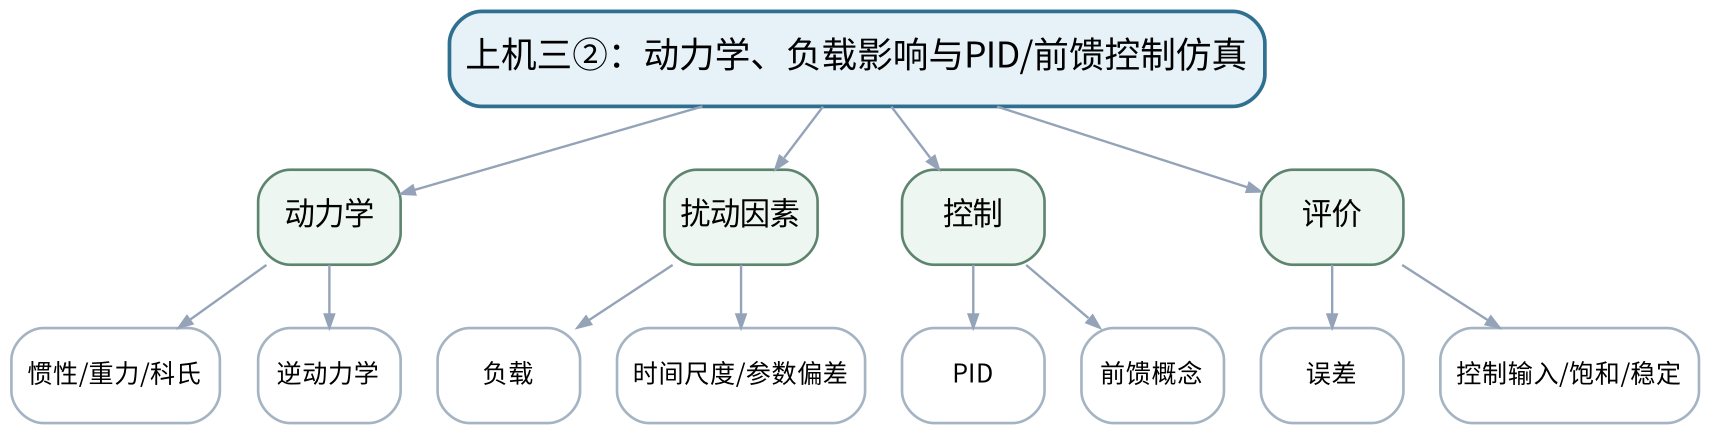 上机三②：动力学、负载影响与PID/前馈控制仿真
动力学
扰动因素
控制
评价
惯性/重力/科氏
逆动力学
负载
时间尺度/参数偏差
PID
前馈概念
误差
控制输入/饱和/稳定